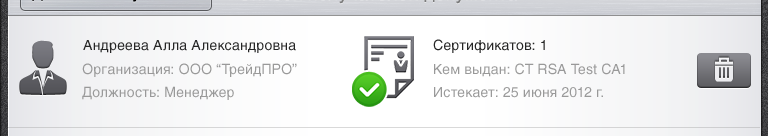 Андреева Алла Александровна
Организация: ООО “ТрейдПРО”
Должность: Менеджер
Сертификатов: 1
Кем выдан: CT RSA Test CA1
Истекает: 25 июня 2012 г.